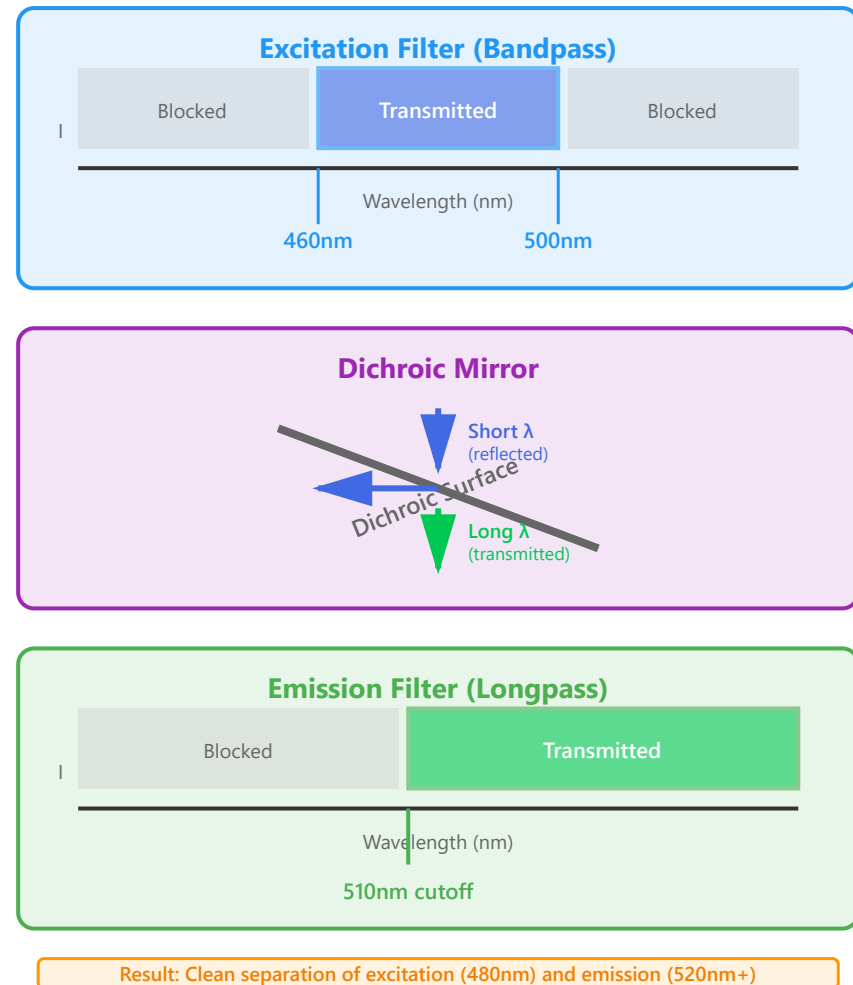 Excitation Filter (Bandpass)
Blocked
Transmitted
Blocked
I
Wavelength (nm)
460nm
500nm
Dichroic Mirror
Short λ
(reflected)
Dichroic Surface
Long λ
(transmitted)
Emission Filter (Longpass)
Blocked
Transmitted
I
Wavelength (nm)
510nm cutoff
Result: Clean separation of excitation (480nm) and emission (520nm+)